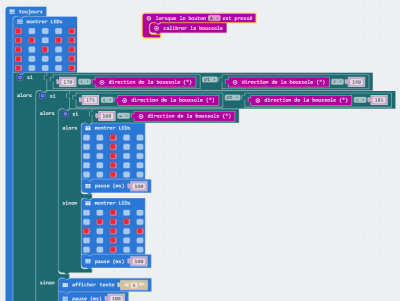 toujours
montrer LEDs
lorsque le bouton A est pressé
calibrer la boussole
si 170 direction de la boussole (°) et direction de la boussole (°) 190
alors si 175 direction de la boussole (°) et direction de la boussole (°) 185
alors si 180 direction de la boussole (°)
alors montrer LEDs
pause (ms) 100
sinon montrer LEDs
pause (ms) 100
sinon afficher texte
pause (ms) 100